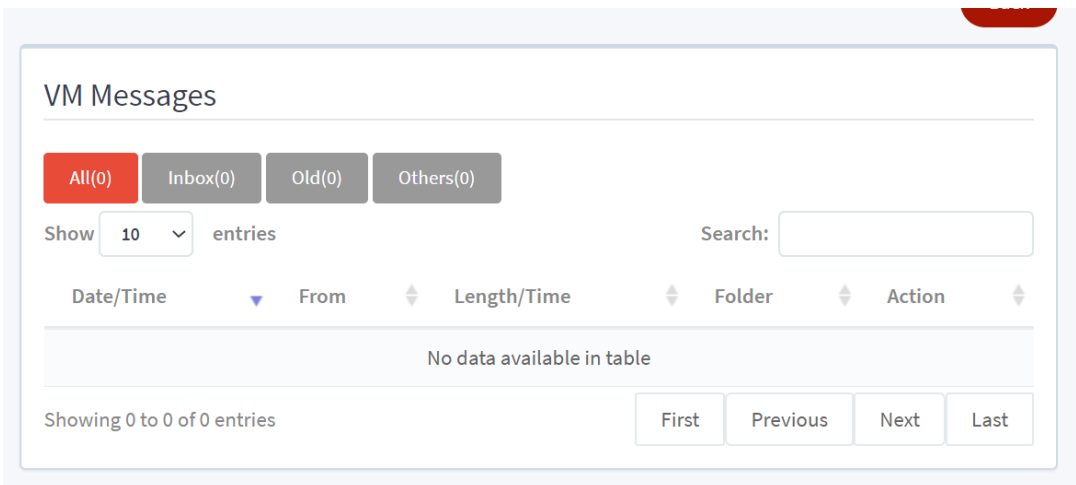 VM Messages
All(0) Inbox(0) Old(0) Others(0)
Show 10 entries Search:
Date/Time From Length/Time Folder Action
No data available in table
Showing 0 to 0 of 0 entries First Previous Next Last